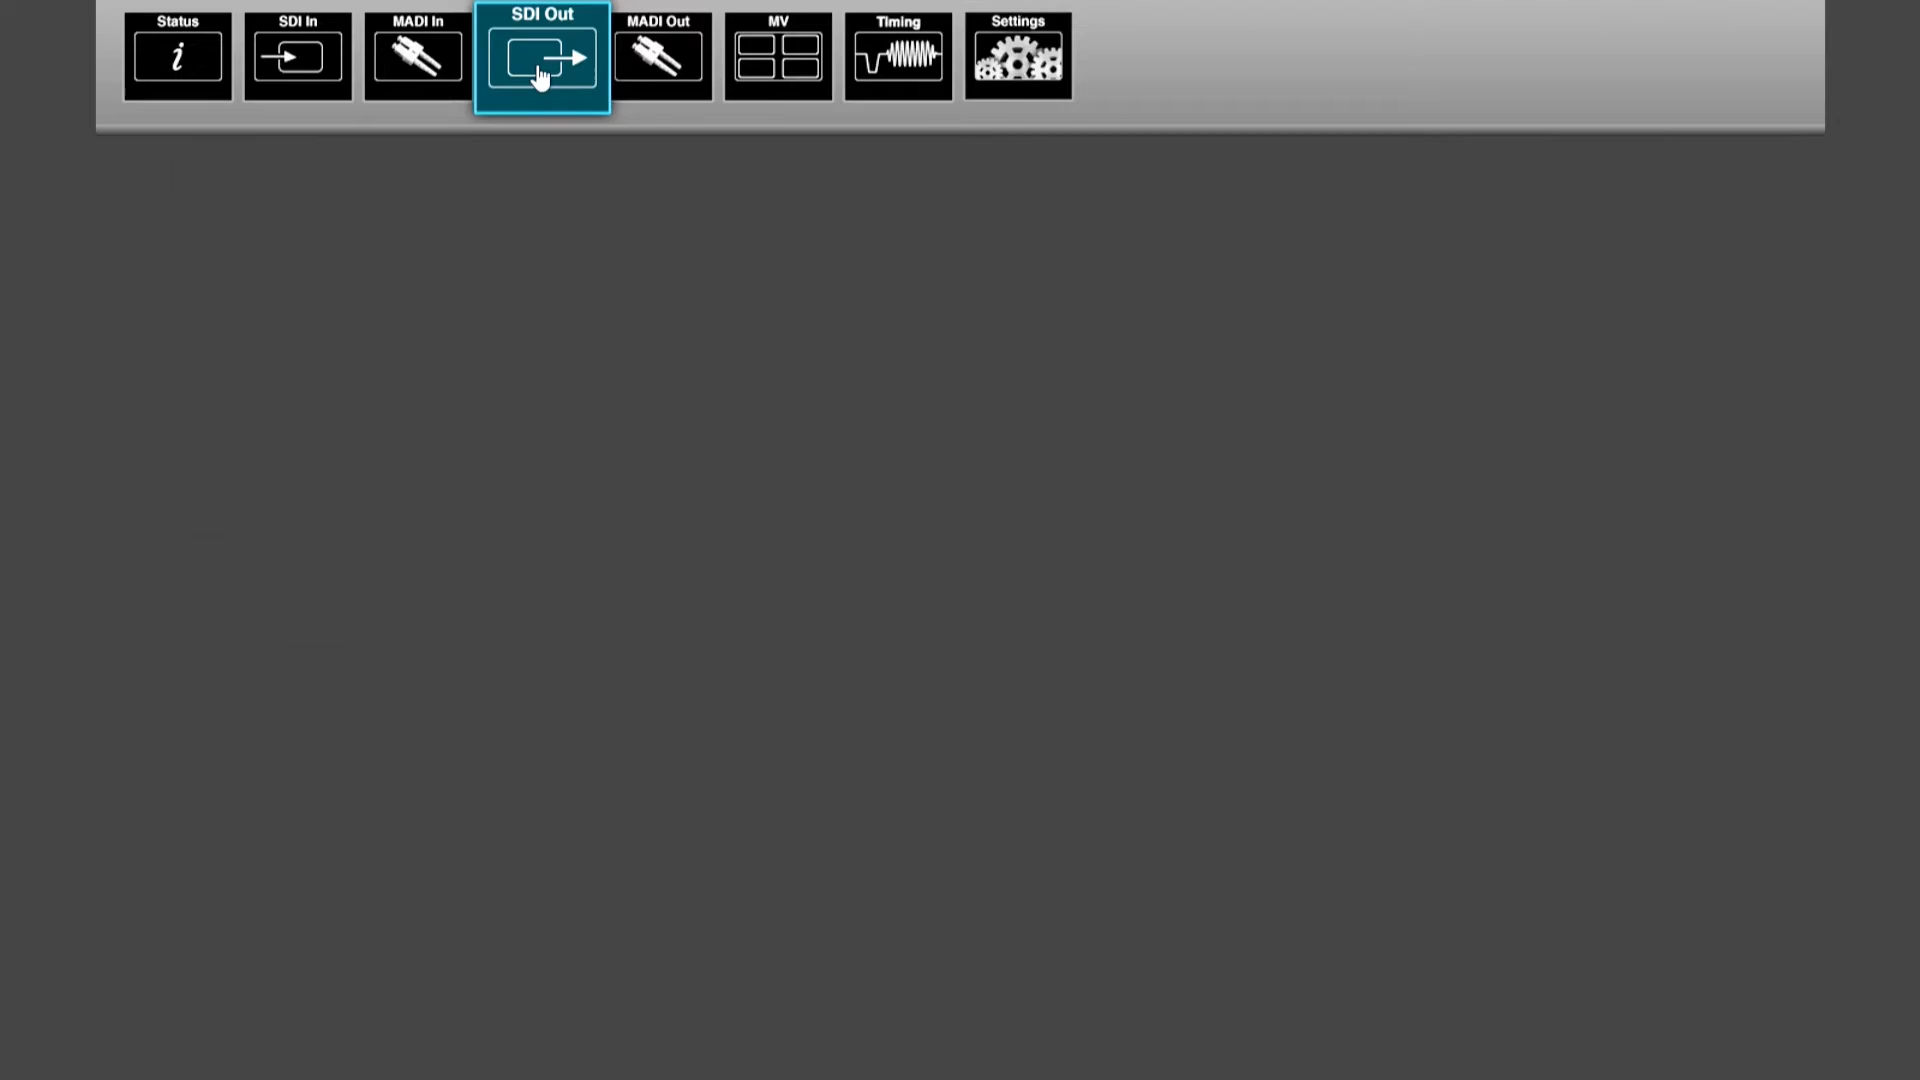 Status
SDI In
MADI In
SDI Out
MADI Out
MV
Timing
Settings
i